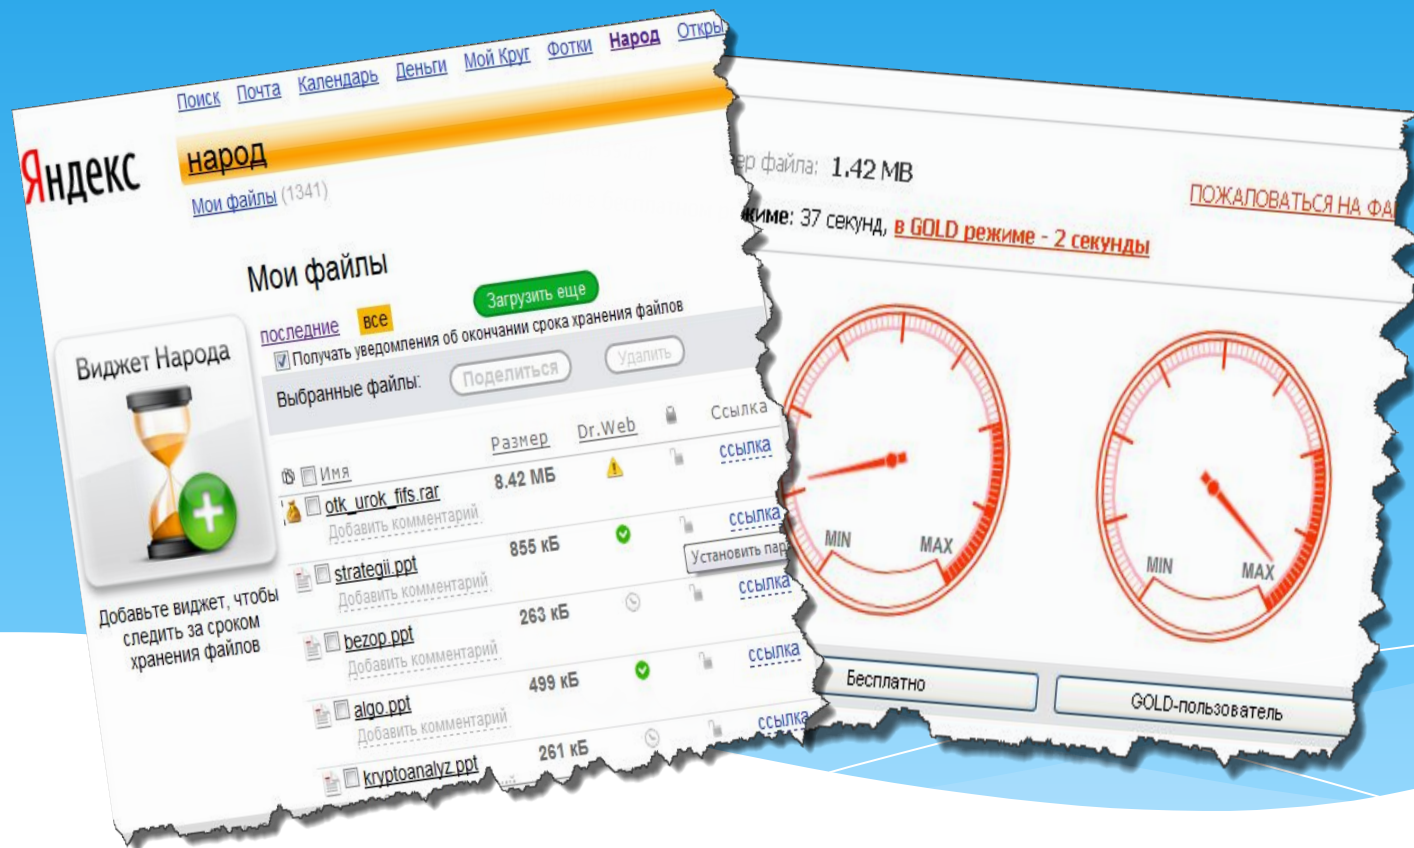 Поиск Почта Календарь Деньги Мой Круг Фотки Народ Откры
Яндекс
народ
Мои файлы (1341)
Мои файлы
Загрузить еще
последние все
Получать уведомления об окончании срока хранения файлов
Выбранные файлы: Поделиться Удалить
Виджет Народа
Добавьте виджет, чтобы
следить за сроком
хранения файлов
Имя Размер Dr.Web Ссылка
otk_urok_fifs.rar 8.42 МБ ссылка
Добавить комментарий
strategii.ppt 855 кБ ссылка
Добавить комментарий
Установить пар
bezop.ppt 263 кБ ссылка
Добавить комментарий
algo.ppt 499 кБ ссылка
Добавить комментарий
kryptoanalyz.ppt 261 кБ ссылка
ер файла: 1.42 MB
ПОЖАЛОВАТЬСЯ НА ФА
жиме: 37 секунд, в GOLD режиме - 2 секунды
MIN MAX
MIN MAX
Бесплатно
GOLD-пользователь